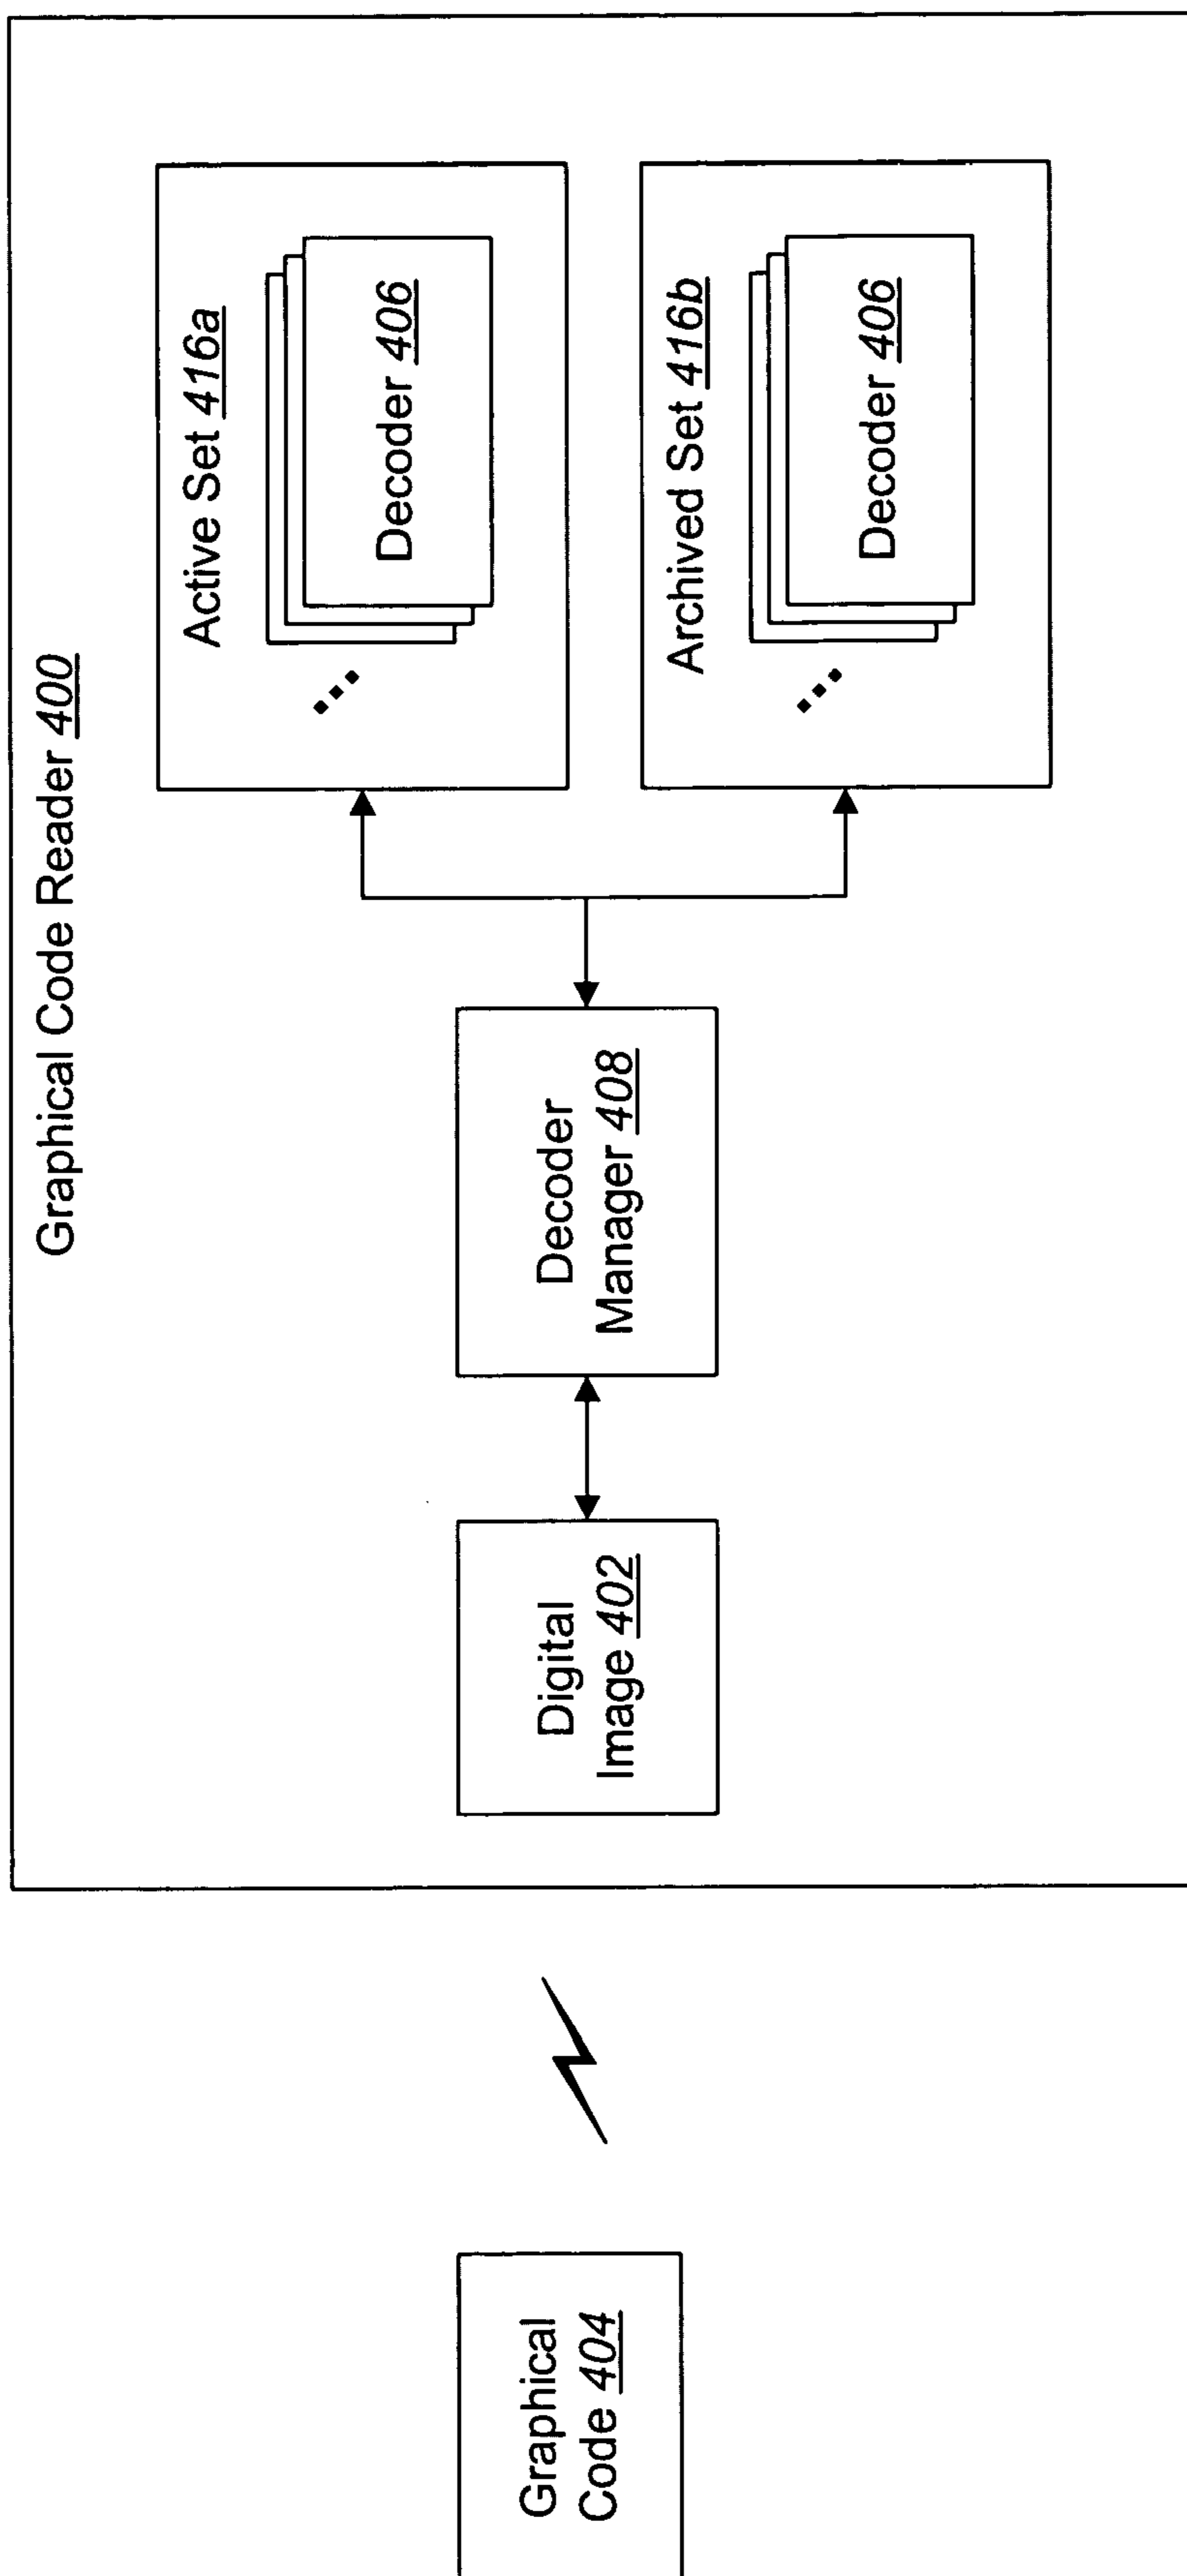 Graphical Code Reader 400
Graphical
Code 404
Digital
Image 402
Decoder
Manager 408
Active Set 416a
Decoder 406
Archived Set 416b
Decoder 406